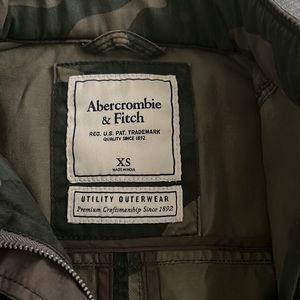 Abercrombie
& Fitch
REG. U.S. PAT. TRADEMARK
QUALITY SINCE 1892
XS
MADE IN INDIA
UTILITY OUTERWEAR
Premium Craftsmanship Since 1892